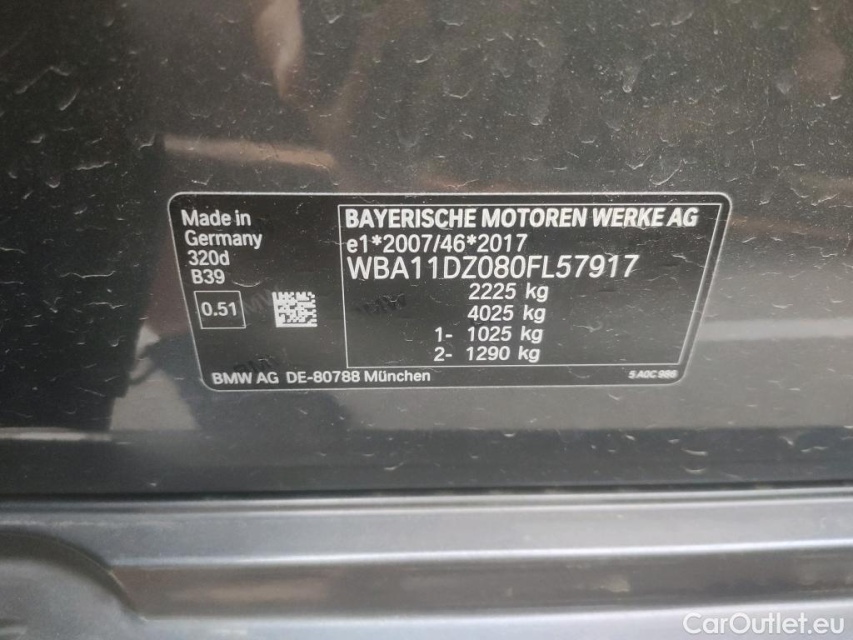 Made in
Germany
320d
B39
0.51
BAYERISCHE MOTOREN WERKE AG
e1*2007/46*2017
WBA11DZ080FL57917
2225 kg
4025 kg
1- 1025 kg
2- 1290 kg
BMW AG DE-80788 München
5 A0C 986
CarOutlet.eu